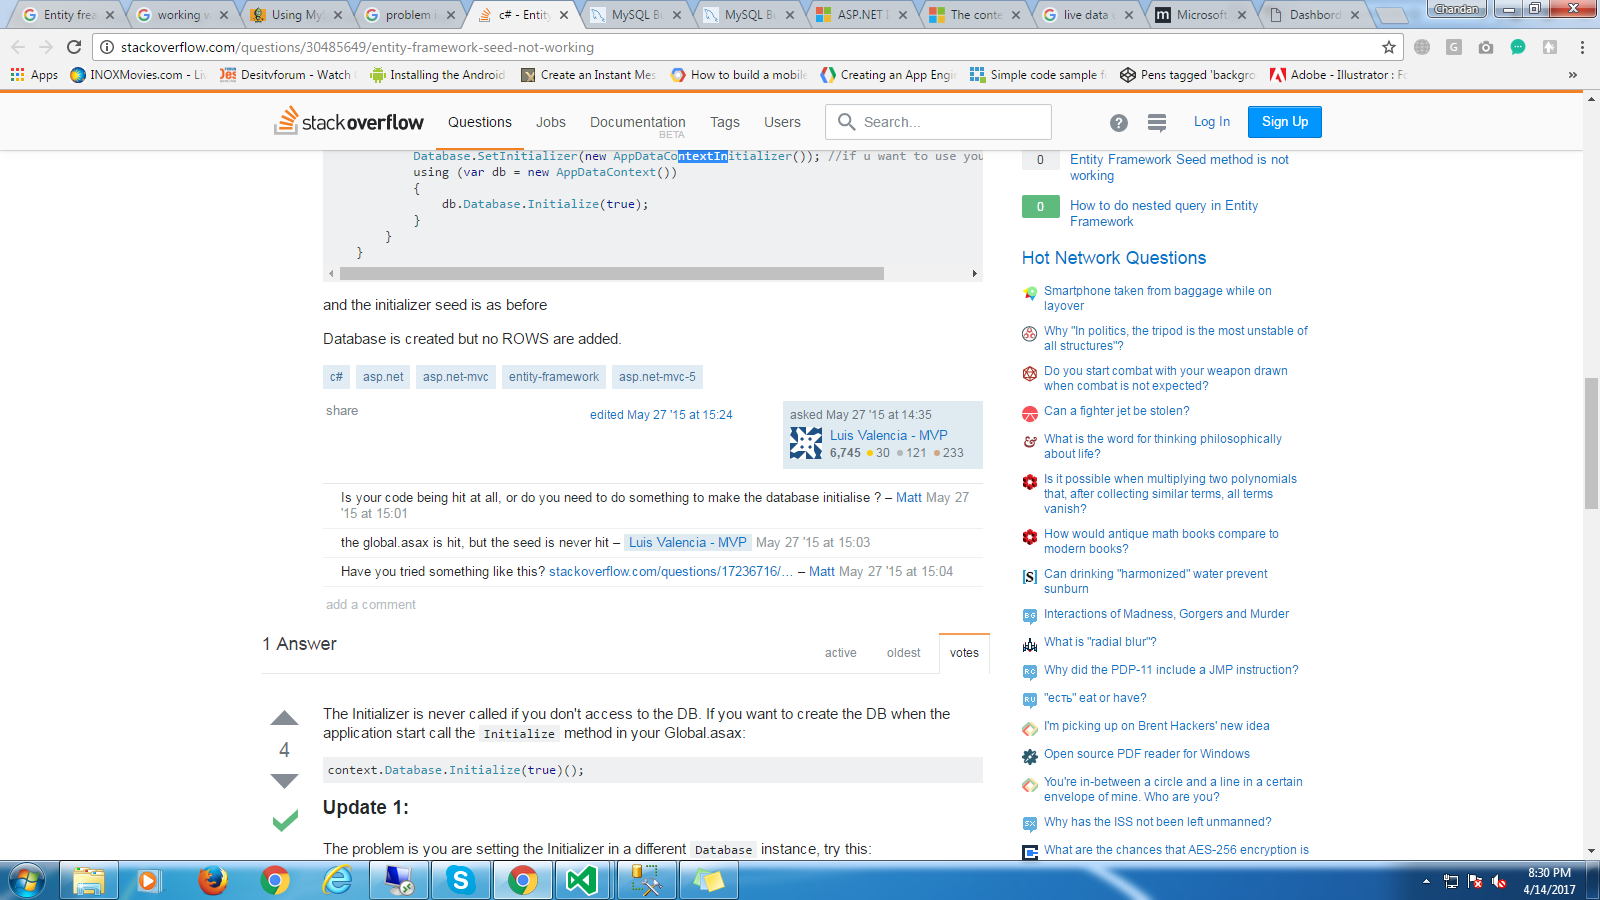 Entity frea
working w
Using MyS
problem i
c# - Entity
MySQL Bu
MySQL Bu
ASP.NET I
The conte
live data u
Microsoft
Dashbord
Chandan
stackoverflow.com/questions/30485649/entity-framework-seed-not-working
Apps
INOXMovies.com - Liv
Desitvforum - Watch
Installing the Android
Create an Instant Mes
How to build a mobile
Creating an App Engi
Simple code sample f
Pens tagged 'backgro
Adobe - Illustrator : Fo
»
stackoverflow
Questions
Jobs
Documentation
BETA
Tags
Users
Search...
Log In
Sign Up
Database.SetInitializer(new AppDataContextInitializer()); //if u want to use you
using (var db = new AppDataContext())
{
db.Database.Initialize(true);
}
}
}
and the initializer seed is as before
Database is created but no ROWS are added.
c# asp.net asp.net-mvc entity-framework asp.net-mvc-5
share
edited May 27 '15 at 15:24
asked May 27 '15 at 14:35
Luis Valencia - MVP
6,745 30 121 233
Is your code being hit at all, or do you need to do something to make the database initialise ? – Matt May 27
'15 at 15:01
the global.asax is hit, but the seed is never hit – Luis Valencia - MVP May 27 '15 at 15:03
Have you tried something like this? stackoverflow.com/questions/17236716/… – Matt May 27 '15 at 15:04
add a comment
1 Answer
active
oldest
votes
4
The Initializer is never called if you don't access to the DB. If you want to create the DB when the
application start call the Initialize method in your Global.asax:
context.Database.Initialize(true)();
Update 1:
The problem is you are setting the Initializer in a different Database instance, try this:
0
Entity Framework Seed method is not
working
0
How to do nested query in Entity
Framework
Hot Network Questions
Smartphone taken from baggage while on
layover
Why "In politics, the tripod is the most unstable of
all structures"?
Do you start combat with your weapon drawn
when combat is not expected?
Can a fighter jet be stolen?
What is the word for thinking philosophically
about life?
Is it possible when multiplying two polynomials
that, after collecting similar terms, all terms
vanish?
How would antique math books compare to
modern books?
Can drinking "harmonized" water prevent
sunburn
Interactions of Madness, Gorgers and Murder
What is "radial blur"?
Why did the PDP-11 include a JMP instruction?
"есть" eat or have?
I'm picking up on Brent Hackers' new idea
Open source PDF reader for Windows
You're in-between a circle and a line in a certain
envelope of mine. Who are you?
Why has the ISS not been left unmanned?
What are the chances that AES-256 encryption is
8:30 PM
4/14/2017